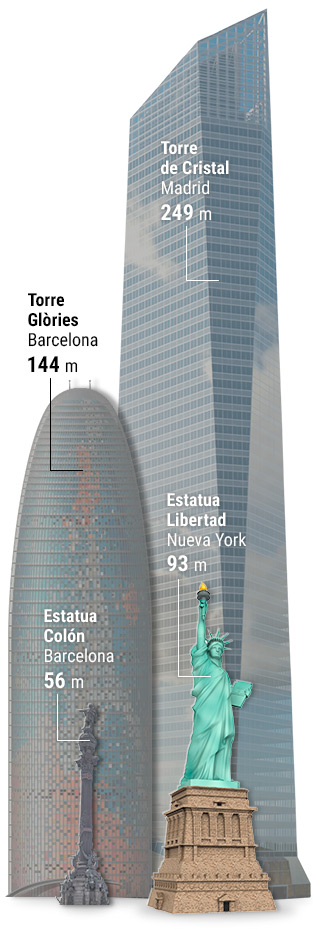 Torre
de Cristal
Madrid
249 m
Torre
Glòries
Barcelona
144 m
Estatua
Libertad
Nueva York
93 m
Estatua
Colón
Barcelona
56 m